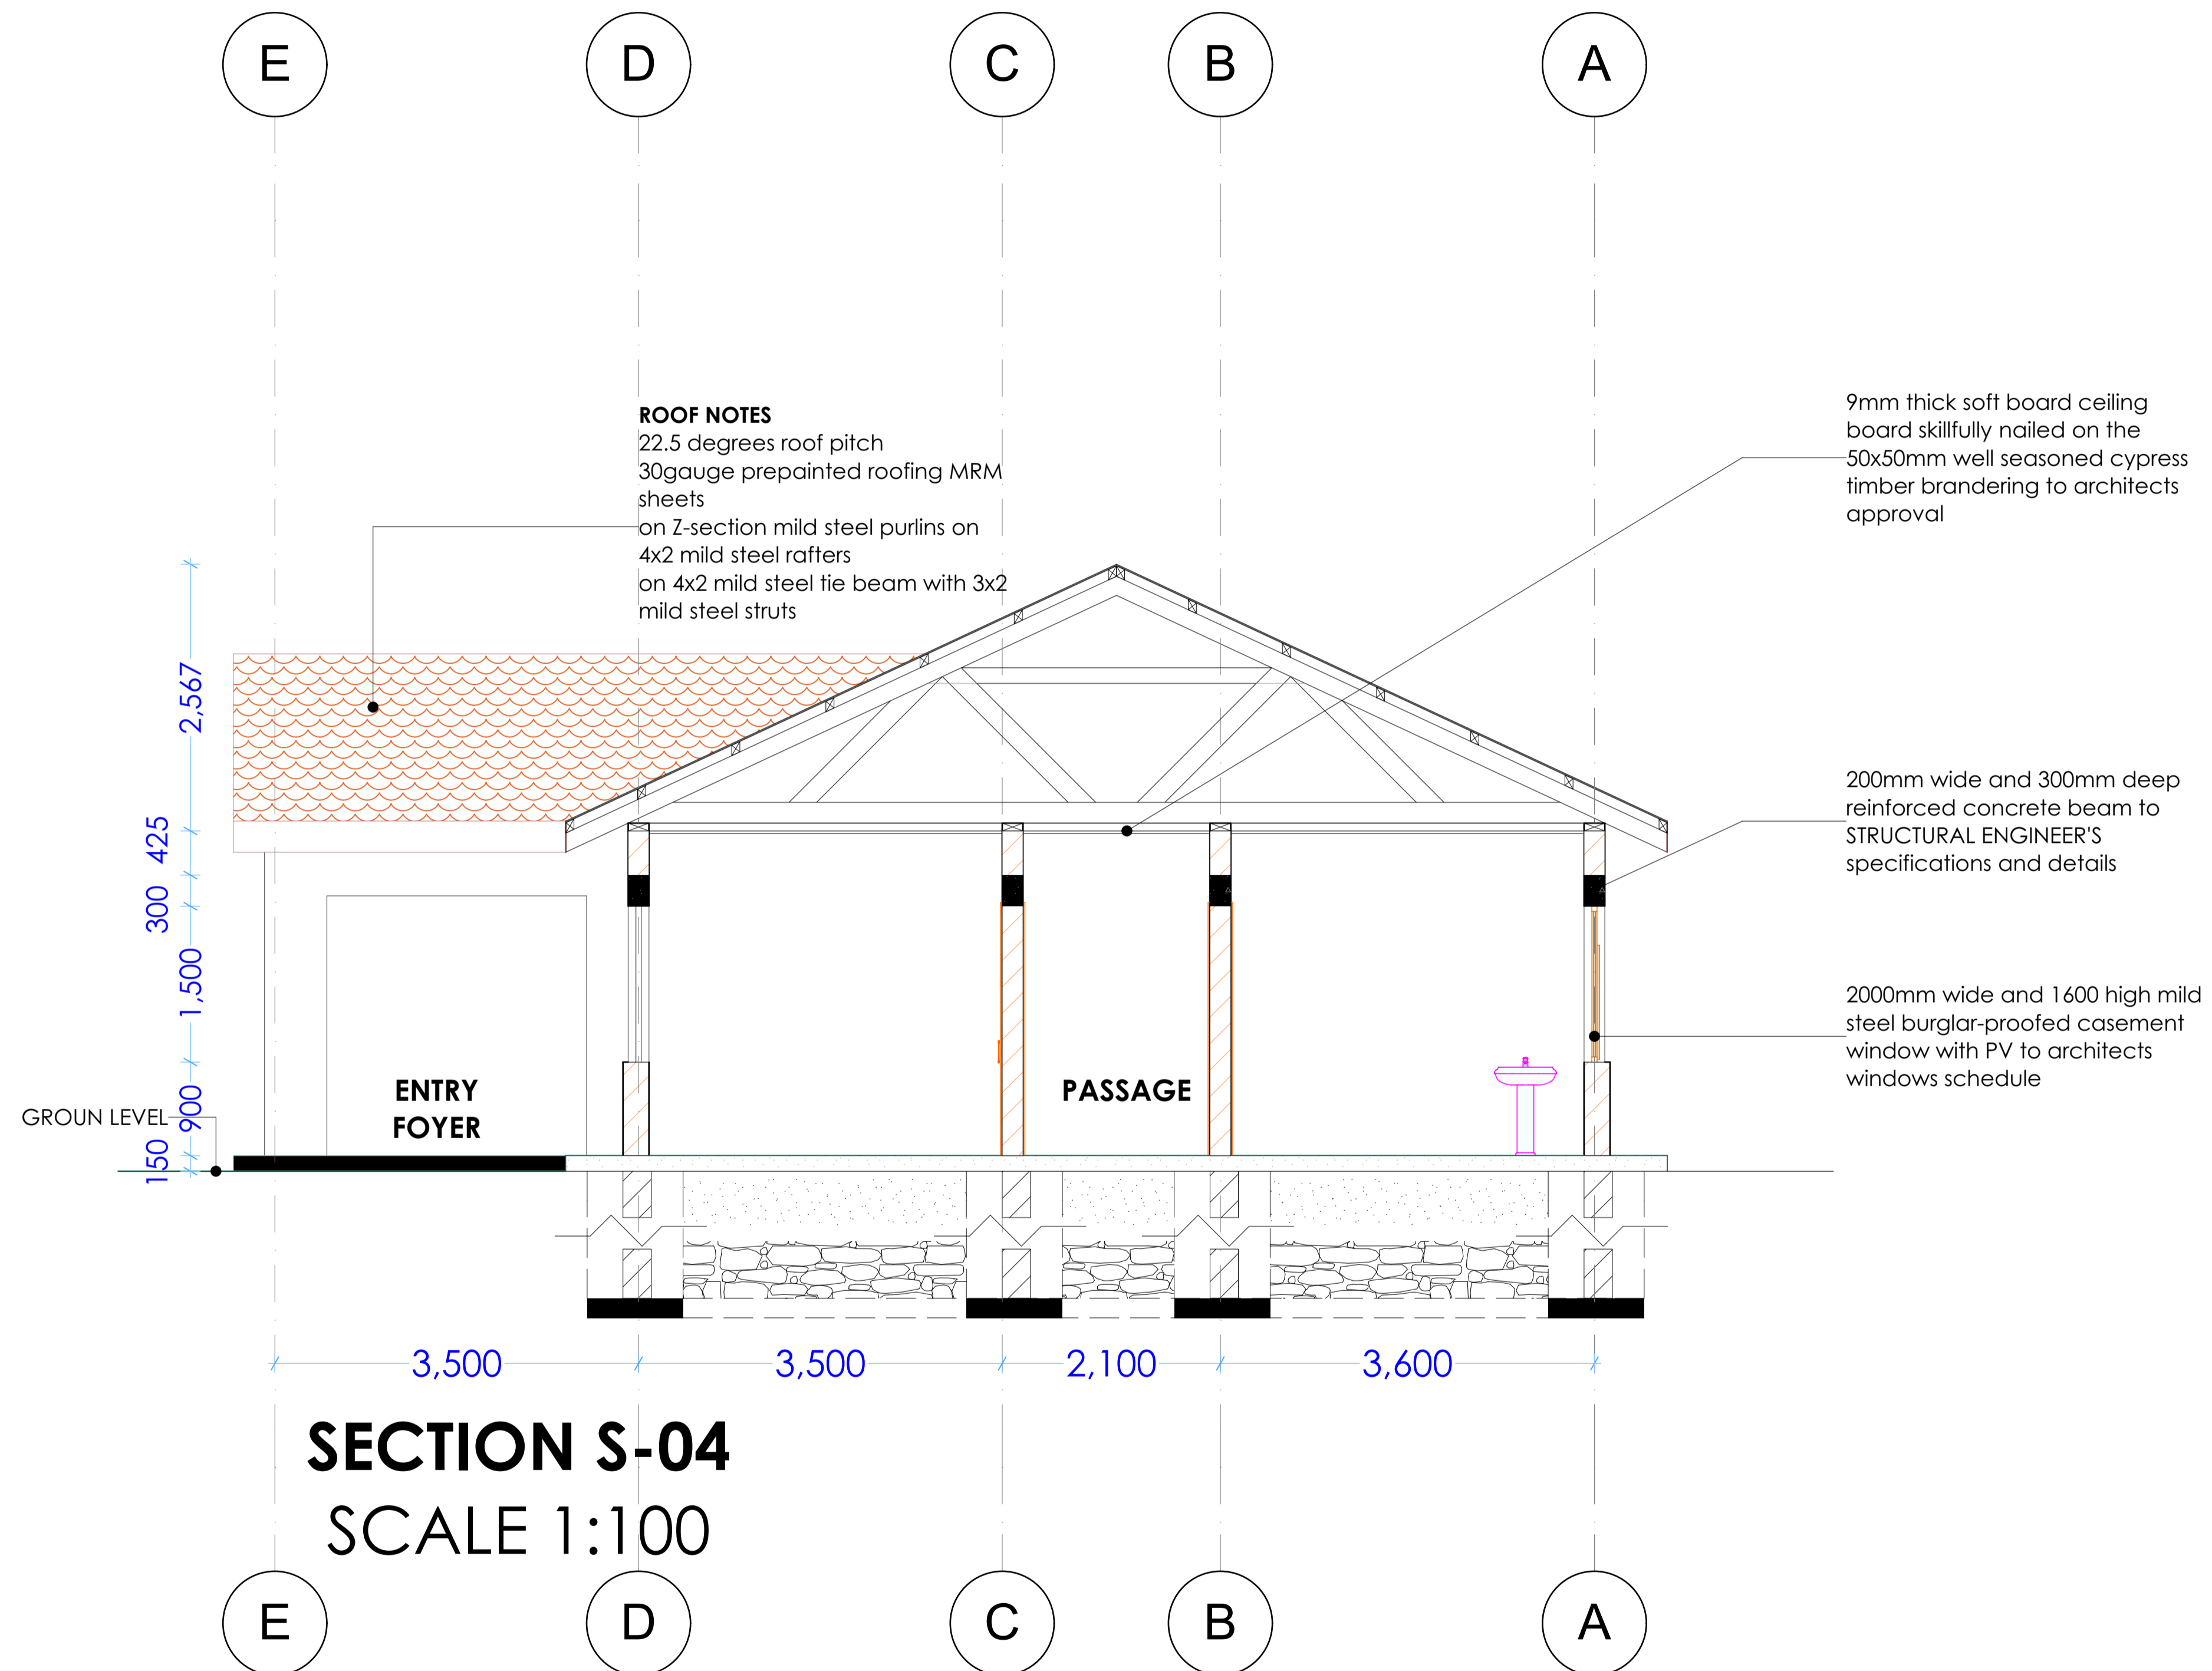 E
D
C
B
A
ROOF NOTES
22.5 degrees roof pitch
30gauge prepainted roofing MRM
sheets
on Z-section mild steel purlins on
4x2 mild steel rafters
on 4x2 mild steel tie beam with 3x2
mild steel struts
9mm thick soft board ceiling
board skillfully nailed on the
50x50mm well seasoned cypress
timber brandering to architects
approval
200mm wide and 300mm deep
reinforced concrete beam to
STRUCTURAL ENGINEER'S
specifications and details
2000mm wide and 1600 high mild
steel burglar-proofed casement
window with PV to architects
windows schedule
2,567
425
300
1,500
900
150
GROUN LEVEL
ENTRY
FOYER
PASSAGE
3,500
3,500
2,100
3,600
SECTION S-04
SCALE 1:100
E
D
C
B
A